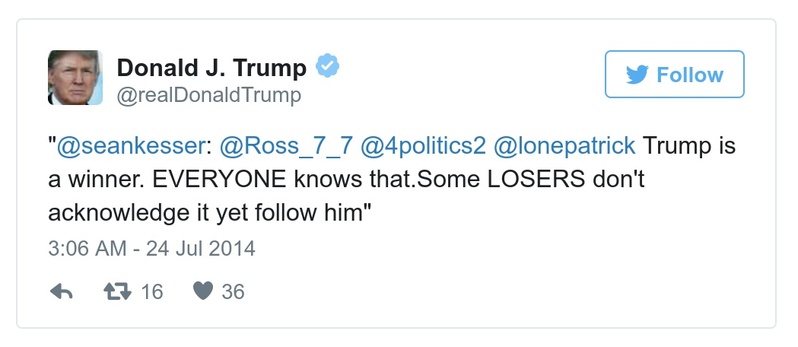 Donald J. Trump
@realDonaldTrump
Follow
"@seankesser: @Ross_7_7 @4politics2 @lonepatrick Trump is
a winner. EVERYONE knows that.Some LOSERS don't
acknowledge it yet follow him"
3:06 AM - 24 Jul 2014
16 36